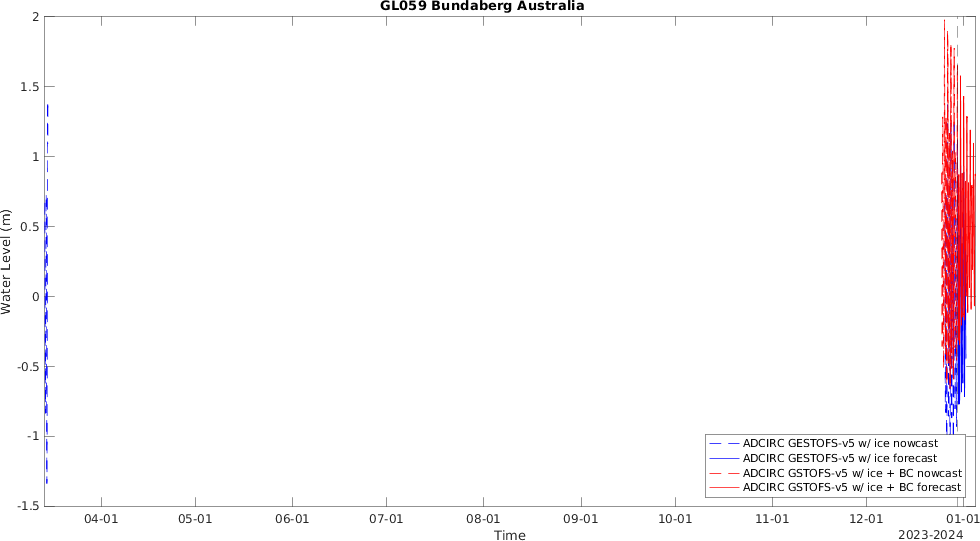 GL059 Bundaberg Australia
2
1.5
1
0.5
0
-0.5
-1
-1.5
Water Level (m)
ADCIRC GESTOFS-v5 w/ ice nowcast
ADCIRC GESTOFS-v5 w/ ice forecast
ADCIRC GSTOFS-v5 w/ ice + BC nowcast
ADCIRC GSTOFS-v5 w/ ice + BC forecast
04-01 05-01 06-01 07-01 08-01 09-01 10-01 11-01 12-01 01-01
Time
2023-2024